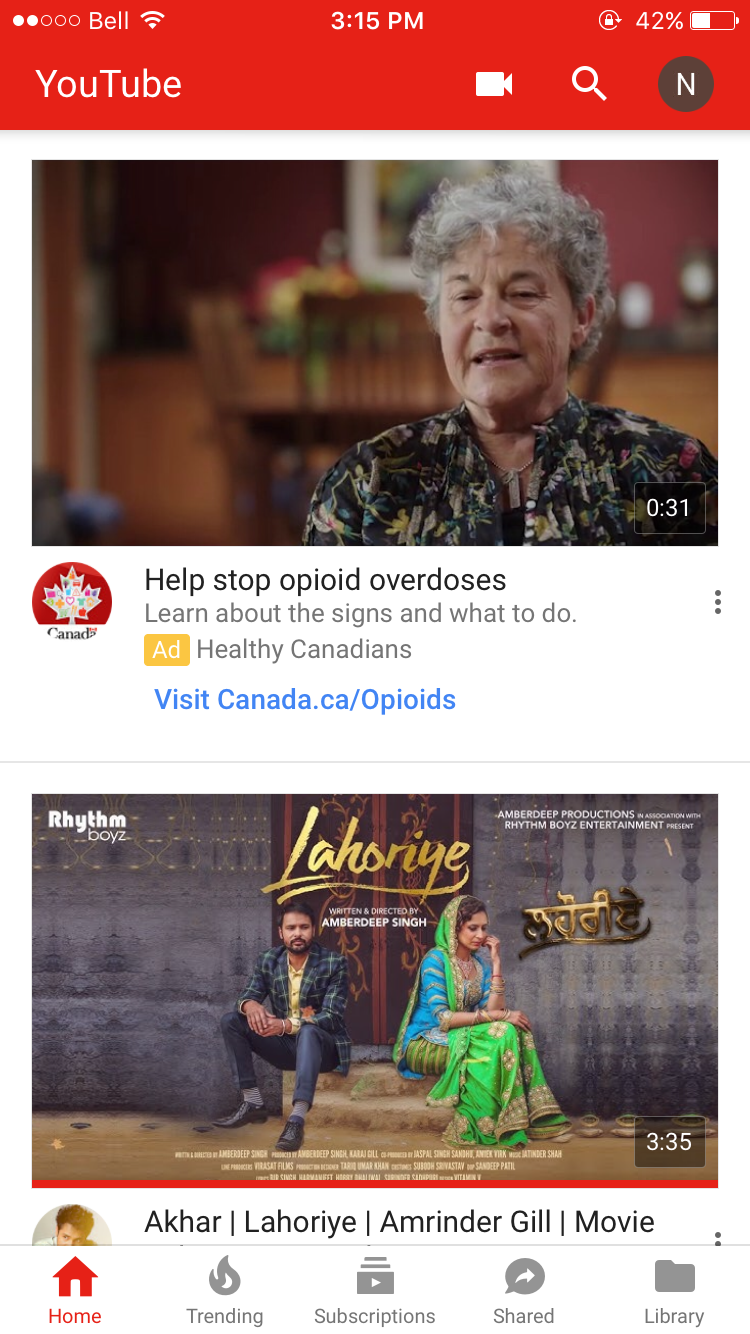 Bell 3:15 PM 42%
YouTube N
0:31
Canada
Help stop opioid overdoses
Learn about the signs and what to do.
Ad Healthy Canadians
Visit Canada.ca/Opioids
Rhythm
boyz
AMBERDEEP PRODUCTIONS IN ASSOCIATION WITH
RHYTHM BOYZ ENTERTAINMENT PRESENT
Lahoriye
WRITTEN & DIRECTED BY
AMBERDEEP SINGH
ਲਹੌਰੀਏ
3:35
WRITTEN & DIRECTED BY AMBERDEEP SINGH PRODUCED BY AMBERDEEP SINGH, KARAJ GILL CO-PRODUCED BY JASPAL SINGH SANDHU, AMIEK VIRK MUSIC JATINDER SHAH
LINE PRODUCERS VIRASAT FILMS PRODUCTION DESIGNER TARIQ UMAR KHAN COSTUMES SUBODH SRIVASTAV DOP SANDEEP PATIL
Akhar | Lahoriye | Amrinder Gill | Movie
Home Trending Subscriptions Shared Library